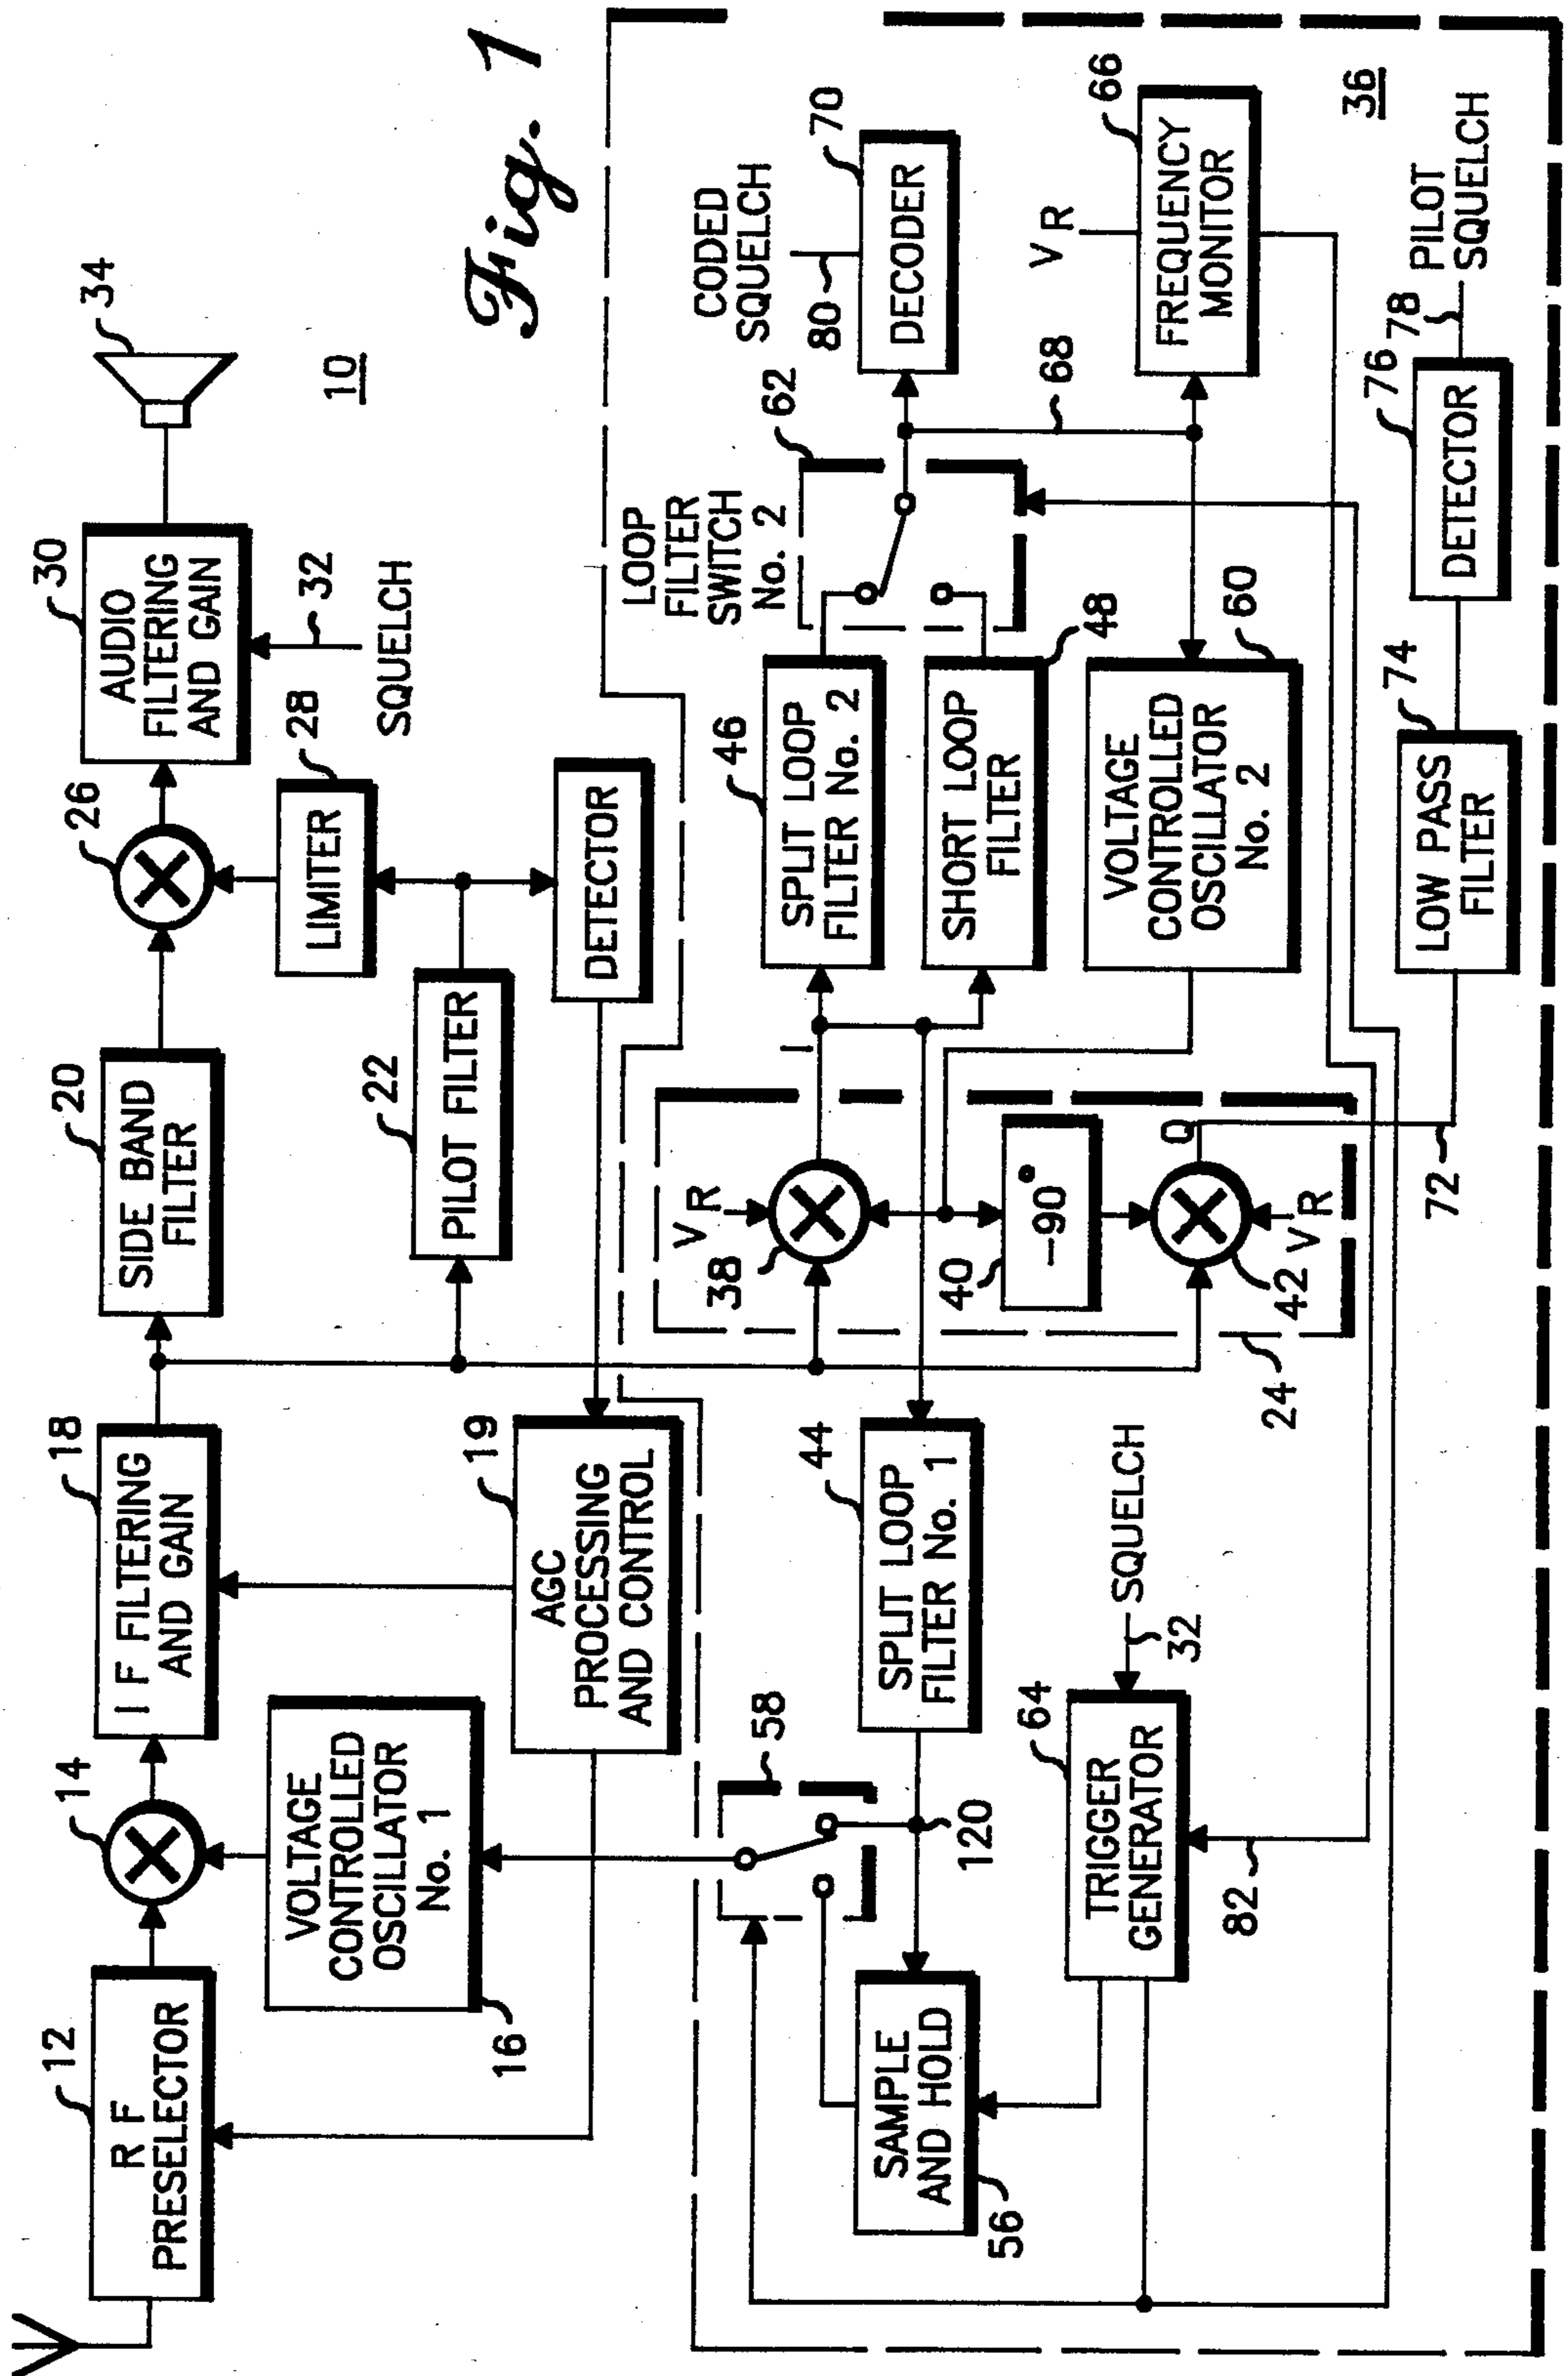 Fig. 1
10
12
R F
PRESELECTOR
14
VOLTAGE
CONTROLLED
OSCILLATOR
No. 1
16
18
I F FILTERING
AND GAIN
19
AGC
PROCESSING
AND CONTROL
20
SIDE BAND
FILTER
22
PILOT FILTER
26
28
LIMITER
DETECTOR
30
AUDIO
FILTERING
AND GAIN
32
SQUELCH
34
36
58
SAMPLE
AND HOLD
56
120
44
SPLIT LOOP
FILTER No. 1
64
TRIGGER
GENERATOR
32
SQUELCH
82
24
VR
38
I
40
-90°
42
VR
Q
72
46
SPLIT LOOP
FILTER No. 2
SHORT LOOP
FILTER
48
VOLTAGE
CONTROLLED
OSCILLATOR
No. 2
60
LOOP
FILTER
SWITCH
No. 2
62
CODED
SQUELCH
80
70
DECODER
68
VR
66
FREQUENCY
MONITOR
74
LOW PASS
FILTER
76
DETECTOR
78
PILOT
SQUELCH